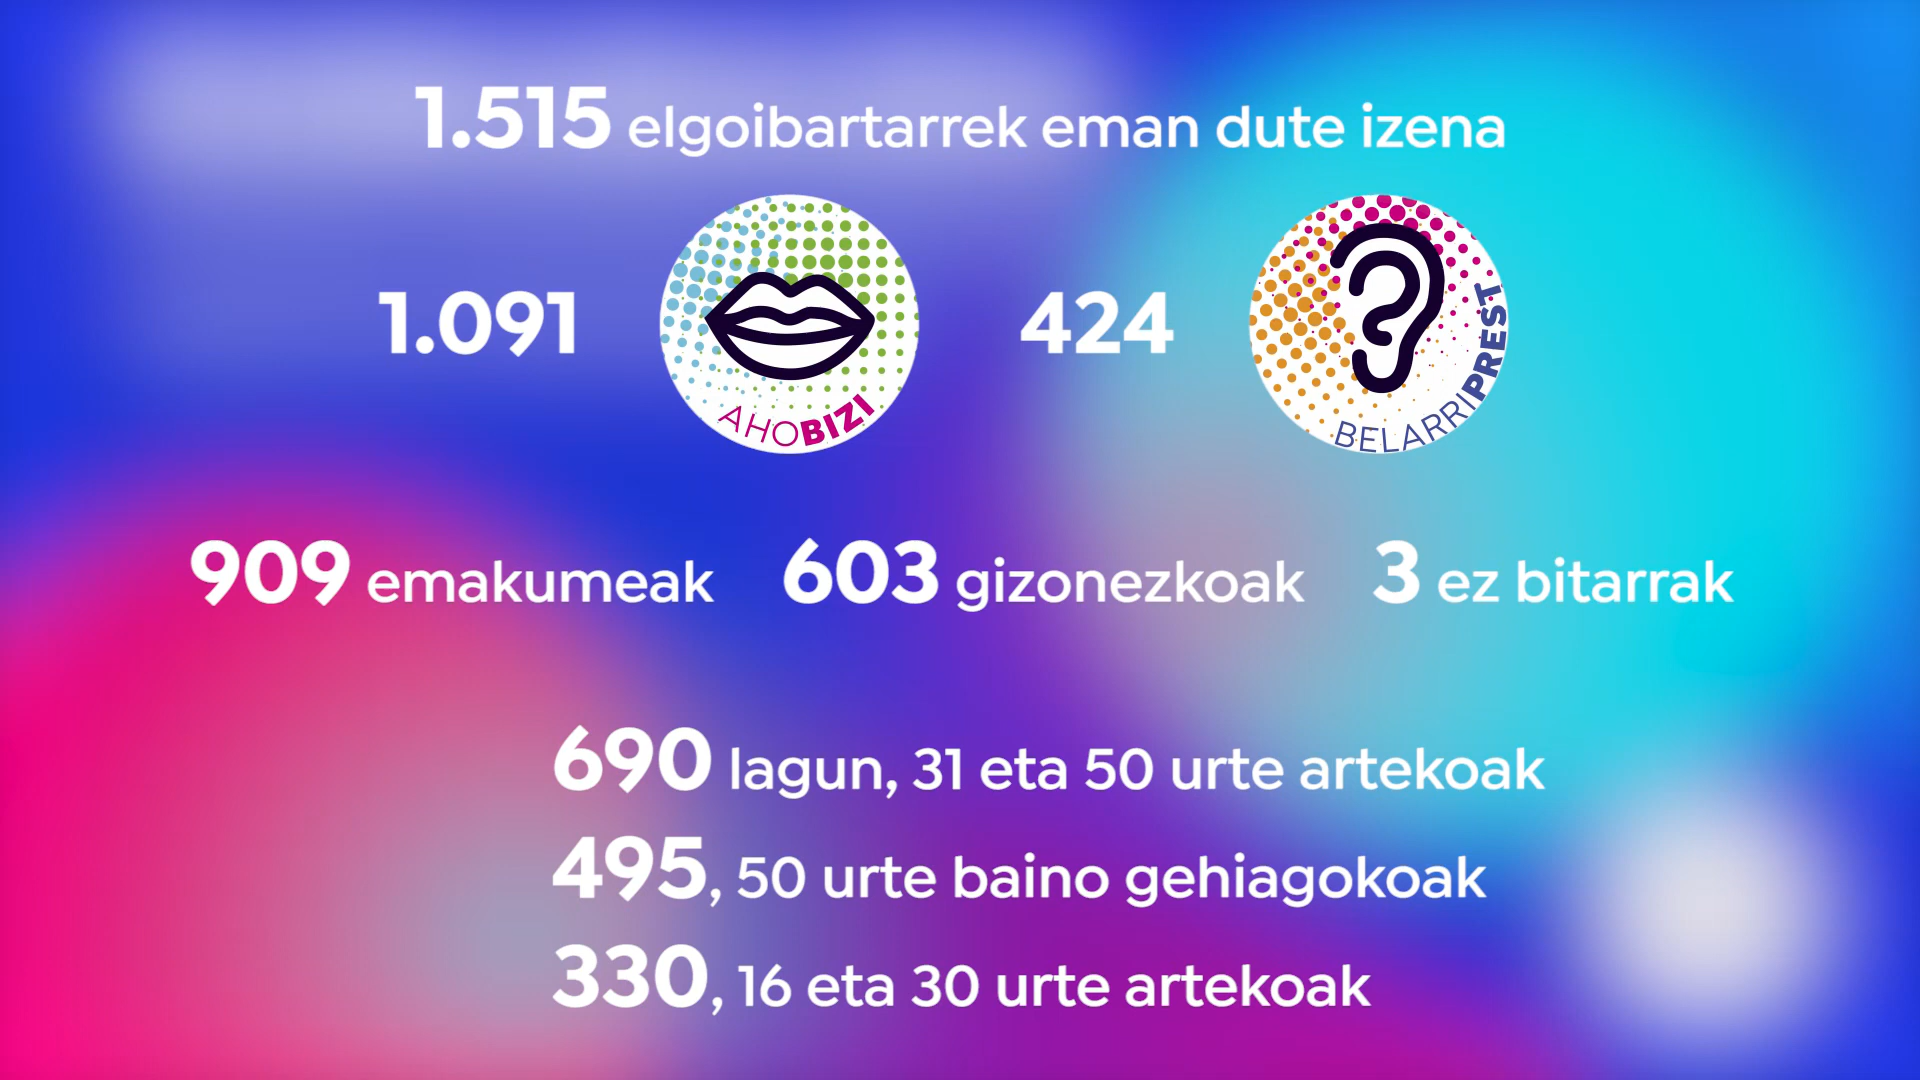 1.515 elgoibartarrek eman dute izena
1.091
AHOBIZI
424
BELARRIPREST
909 emakumeak 603 gizonezkoak 3 ez bitarrak
690 lagun, 31 eta 50 urte artekoak
495, 50 urte baino gehiagokoak
330, 16 eta 30 urte artekoak